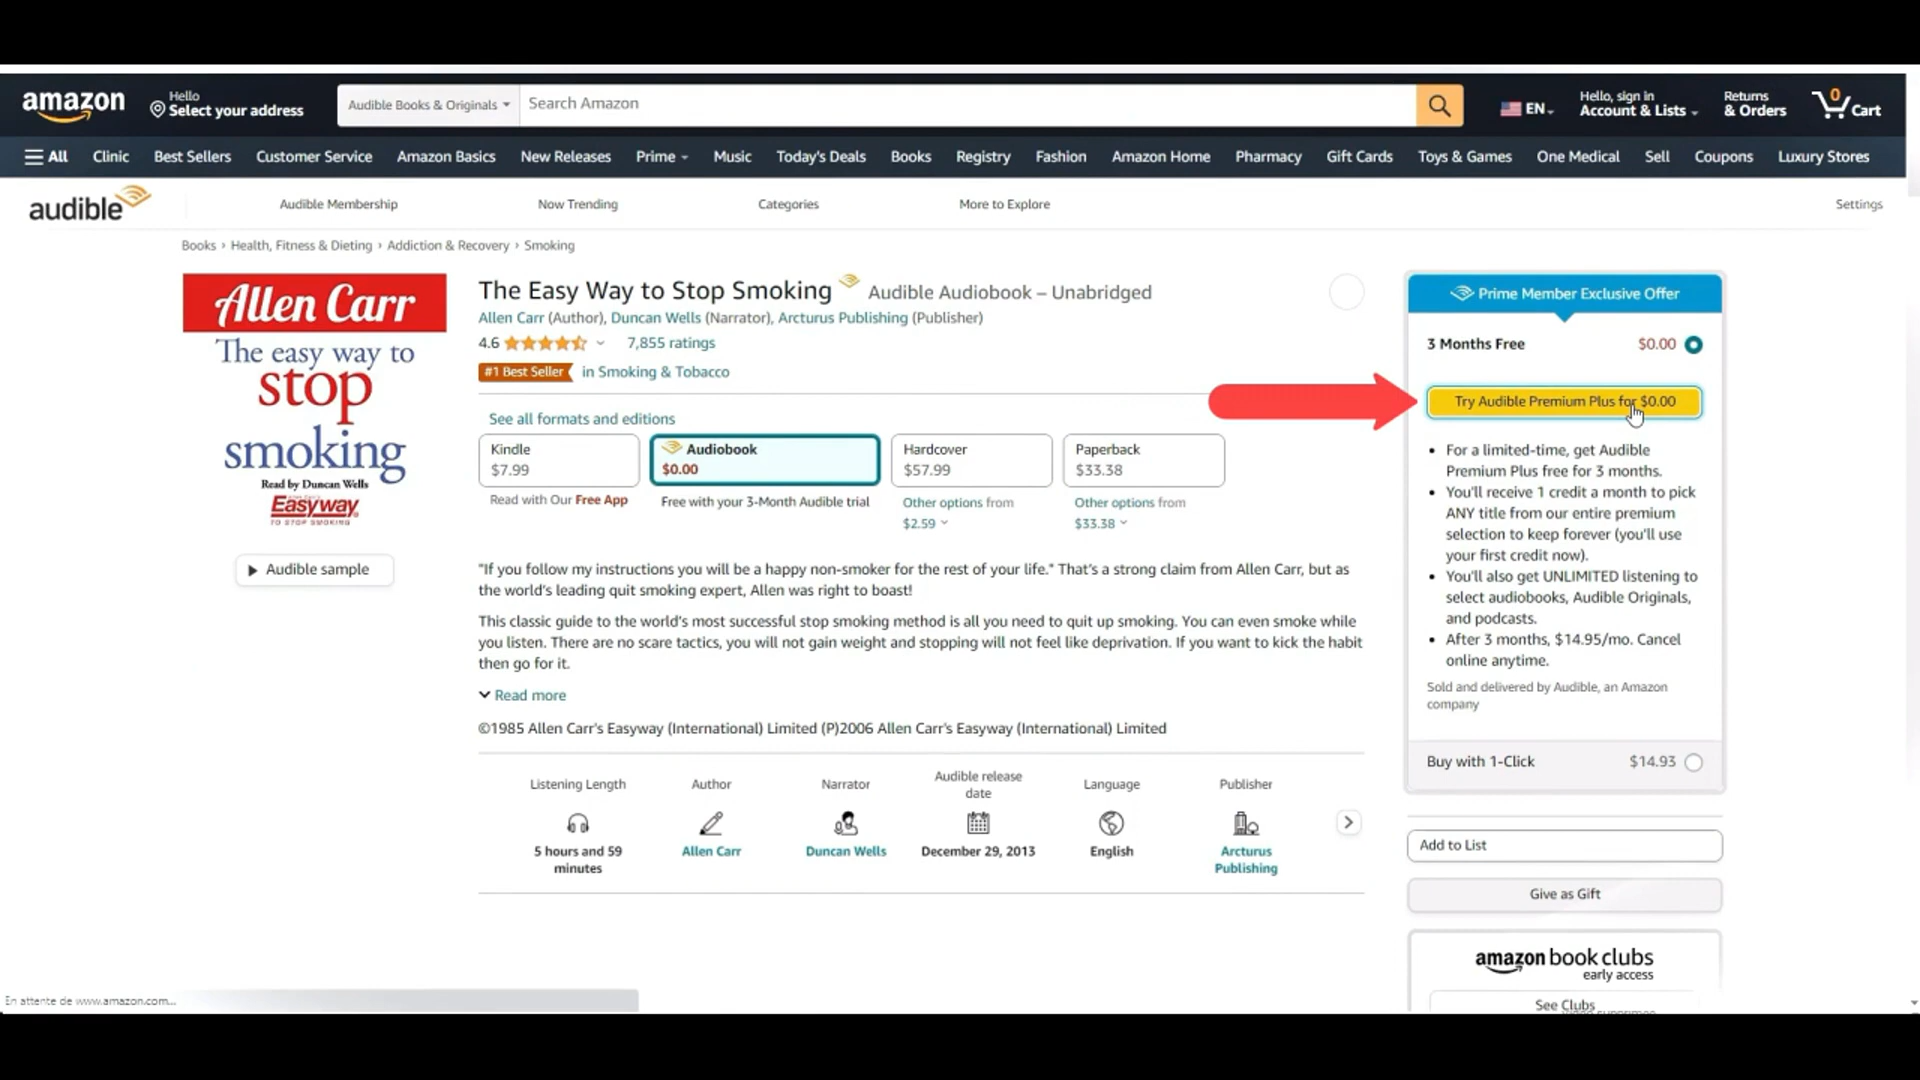 amazon
Hello
Select your address
Audible Books & Originals
Search Amazon
EN
Hello, sign in
Account & Lists
Returns
& Orders
0
Cart
All Clinic Best Sellers Customer Service Amazon Basics New Releases Prime Music Today's Deals Books Registry Fashion Amazon Home Pharmacy Gift Cards Toys & Games One Medical Sell Coupons Luxury Stores
audible
Audible Membership Now Trending Categories More to Explore Settings
Books › Health, Fitness & Dieting › Addiction & Recovery › Smoking
Allen Carr
The easy way to
stop
smoking
Read by Duncan Wells
Easyway
TO STOP SMOKING
Audible sample
The Easy Way to Stop Smoking Audible Audiobook – Unabridged
Allen Carr (Author), Duncan Wells (Narrator), Arcturus Publishing (Publisher)
4.6 7,855 ratings
#1 Best Seller in Smoking & Tobacco
See all formats and editions
Kindle
$7.99
Read with Our Free App
Audiobook
$0.00
Free with your 3-Month Audible trial
Hardcover
$57.99
Other options from
$2.59
Paperback
$33.38
Other options from
$33.38
"If you follow my instructions you will be a happy non-smoker for the rest of your life." That's a strong claim from Allen Carr, but as
the world's leading quit smoking expert, Allen was right to boast!
This classic guide to the world's most successful stop smoking method is all you need to quit up smoking. You can even smoke while
you listen. There are no scare tactics, you will not gain weight and stopping will not feel like deprivation. If you want to kick the habit
then go for it.
Read more
©1985 Allen Carr's Easyway (International) Limited (P)2006 Allen Carr's Easyway (International) Limited
Listening Length
5 hours and 59
minutes
Author
Allen Carr
Narrator
Duncan Wells
Audible release
date
December 29, 2013
Language
English
Publisher
Arcturus
Publishing
Prime Member Exclusive Offer
3 Months Free $0.00
Try Audible Premium Plus for $0.00
• For a limited-time, get Audible
Premium Plus free for 3 months.
• You'll receive 1 credit a month to pick
ANY title from our entire premium
selection to keep forever (you'll use
your first credit now).
• You'll also get UNLIMITED listening to
select audiobooks, Audible Originals,
and podcasts.
• After 3 months, $14.95/mo. Cancel
online anytime.
Sold and delivered by Audible, an Amazon
company
Buy with 1-Click $14.93
Add to List
Give as Gift
amazon book clubs
early access
See Clubs
En attente de www.amazon.com...